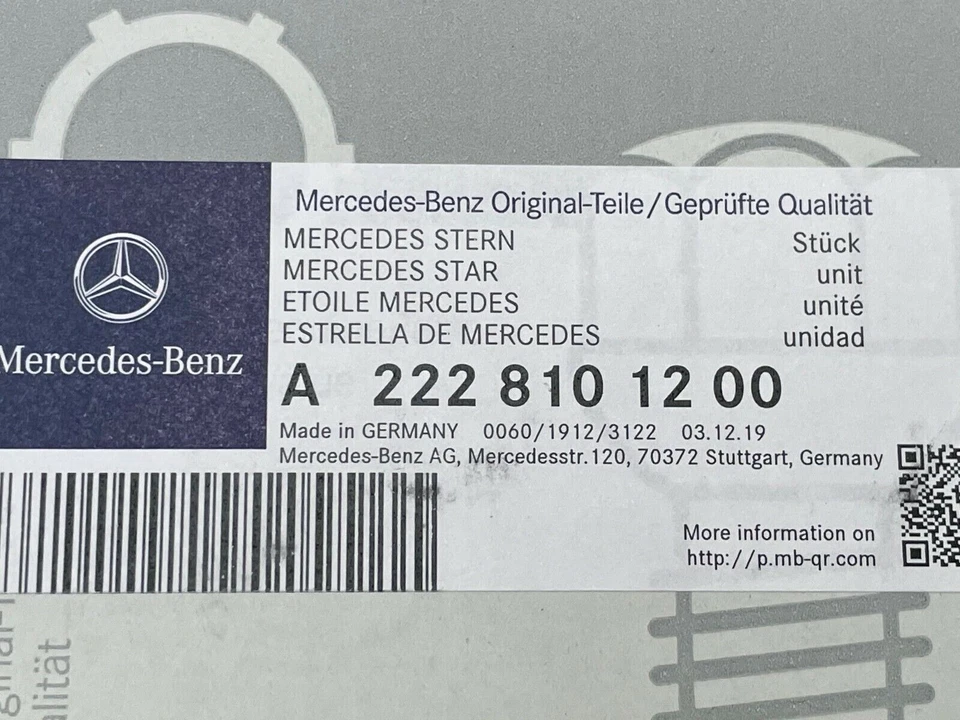 Mercedes-Benz Original-Teile/Geprüfte Qualität
MERCEDES STERN Stück
MERCEDES STAR unit
ETOILE MERCEDES unité
ESTRELLA DE MERCEDES unidad
Mercedes-Benz
A 222 810 12 00
Made in GERMANY 0060/1912/3122 03.12.19
Mercedes-Benz AG, Mercedesstr.120, 70372 Stuttgart, Germany
More information on
http://p.mb-qr.com